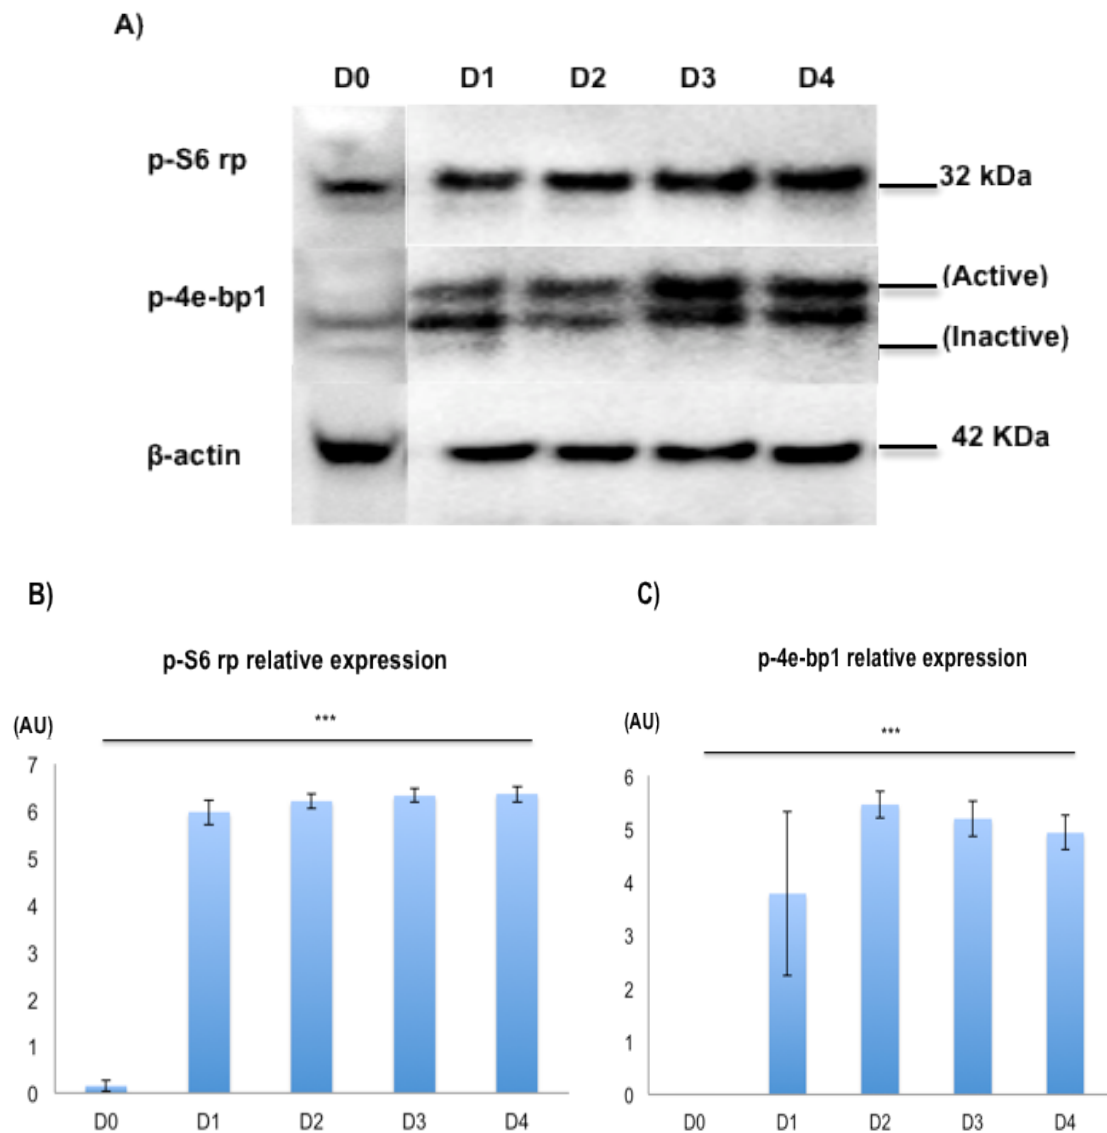 A)
D0 D1 D2 D3 D4
p-S6 rp
32 kDa
p-4e-bp1
(Active)
(Inactive)
β-actin
42 KDa
B)
p-S6 rp relative expression
(AU)
***
7
6
5
4
3
2
1
0
D0 D1 D2 D3 D4
C)
p-4e-bp1 relative expression
(AU)
***
6
5
4
3
2
1
0
D0 D1 D2 D3 D4